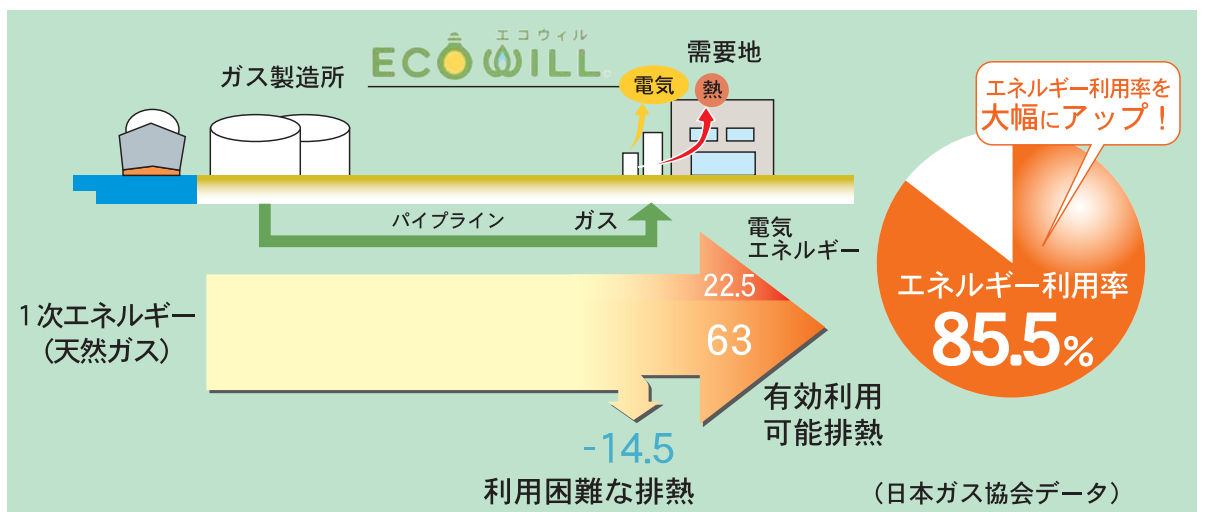 エコウィル
ECOWILL
需要地
ガス製造所
電気
熱
エネルギー利用率を
大幅にアップ！
パイプライン
ガス
電気
エネルギー
22.5
エネルギー利用率
85.5%
1次エネルギー
(天然ガス)
63
有効利用
可能排熱
-14.5
利用困難な排熱
(日本ガス協会データ)